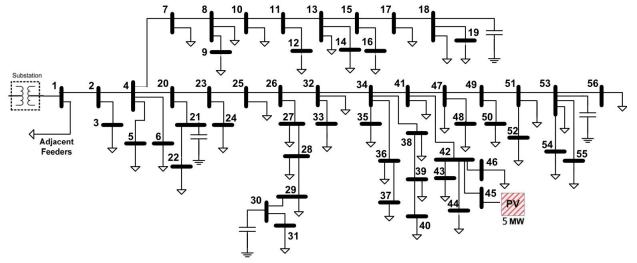 7 8 10 11 13 15 17 18
9 12 14 16 19
Substation
1 2 4 20 23 25 26 32 34 41 47 49 51 53 56
3 5 6 21 24 27 33 35 38 48 50 52
Adjacent
Feeders
22 28 36 42 46 54 55
43
29 37 39 44 45
30 PV
31 40 5 MW